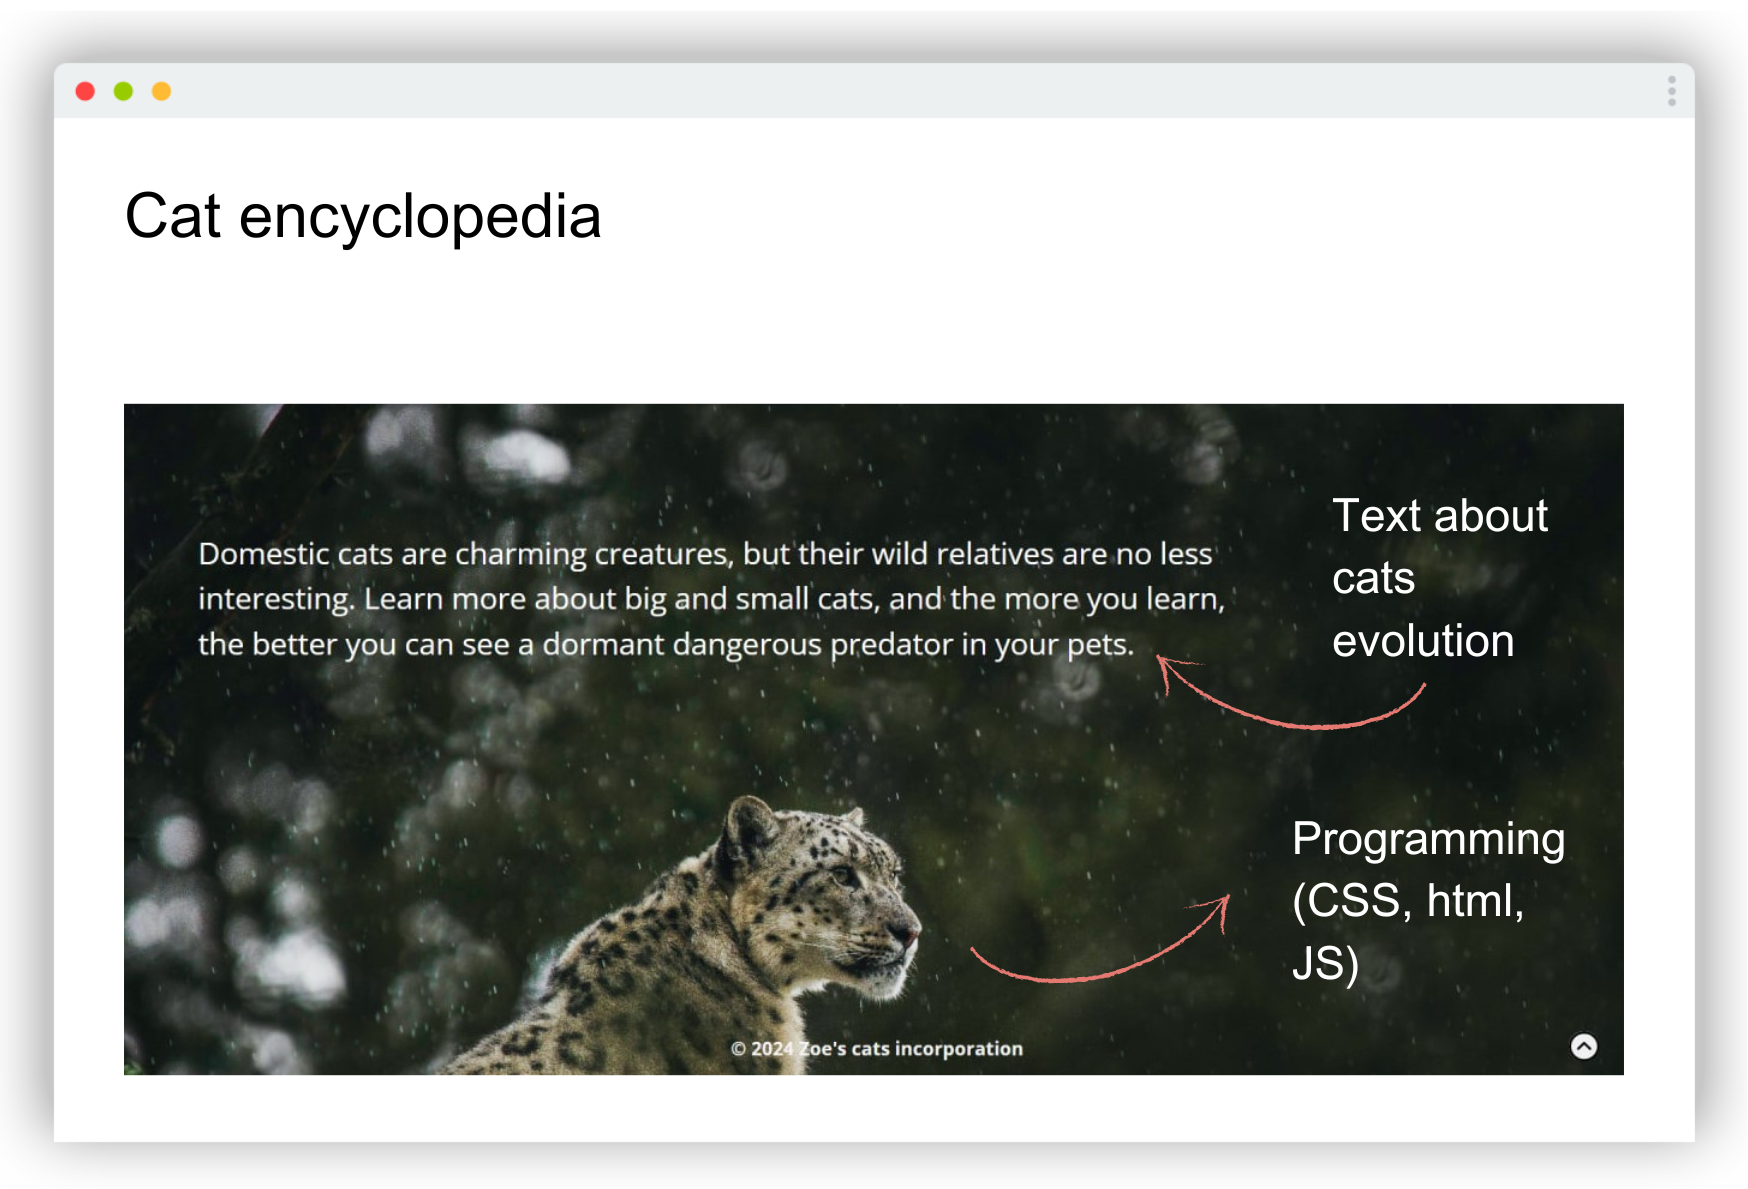 Cat encyclopedia
Domestic cats are charming creatures, but their wild relatives are no less
interesting. Learn more about big and small cats, and the more you learn,
the better you can see a dormant dangerous predator in your pets.
Text about
cats
evolution
Programming
(CSS, html,
JS)
© 2024 Zoe's cats incorporation